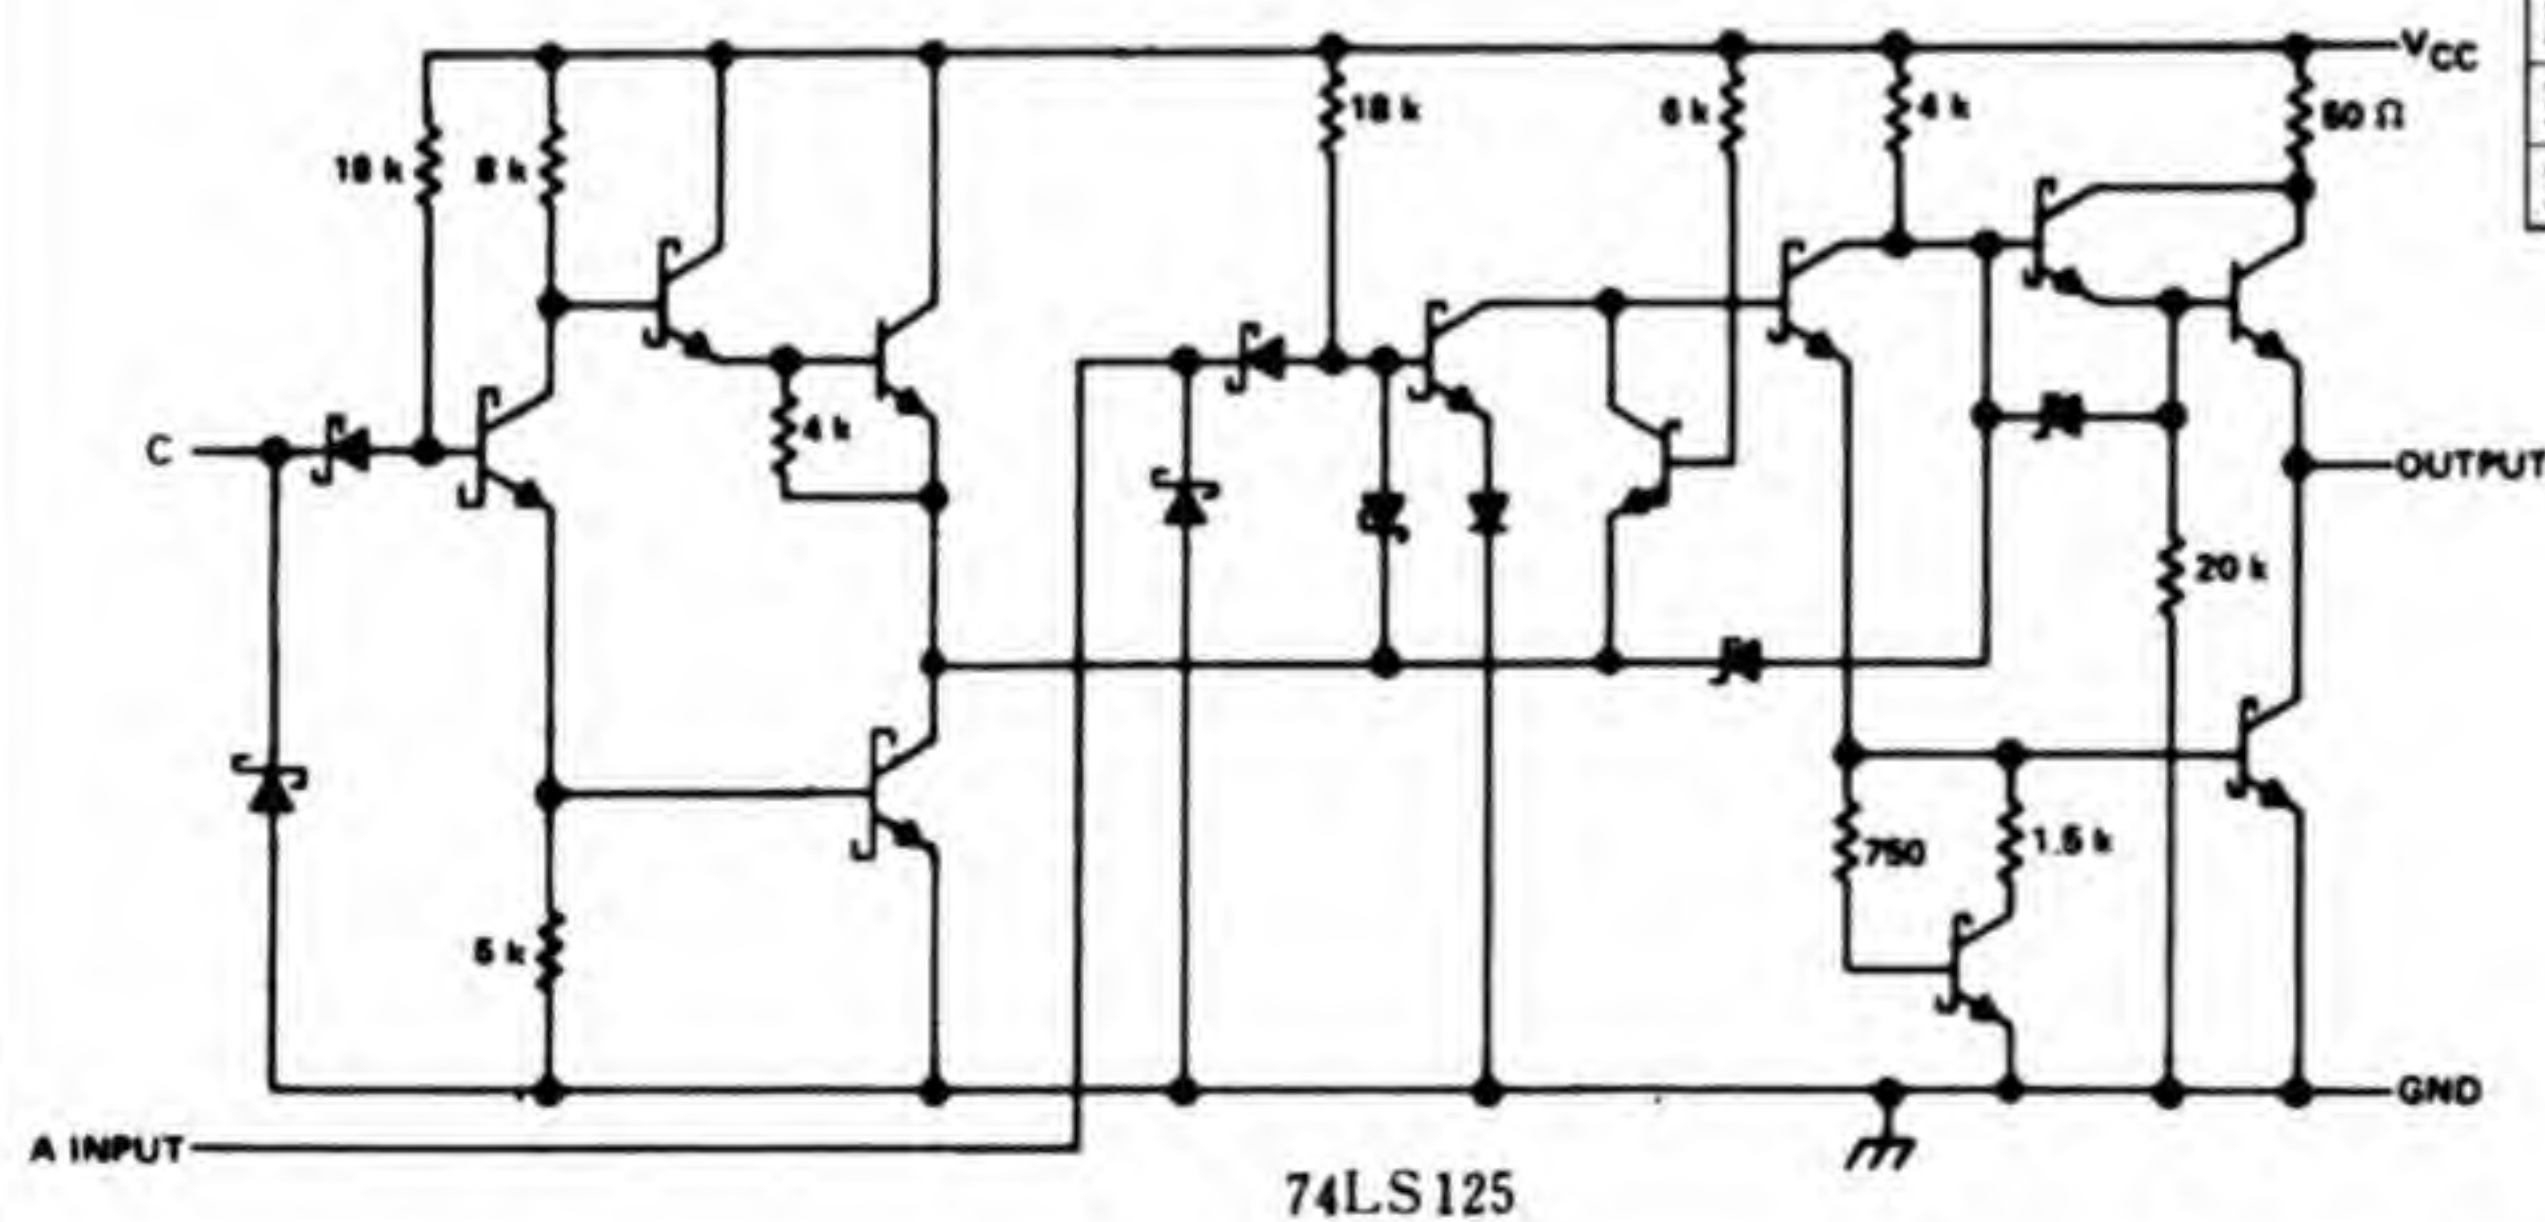 VCC
18 k
8 k
18 k
6 k
4 k
50 Ω
C
4 k
OUTPUT
20 k
5 k
750
1.5 k
GND
A INPUT
74LS125